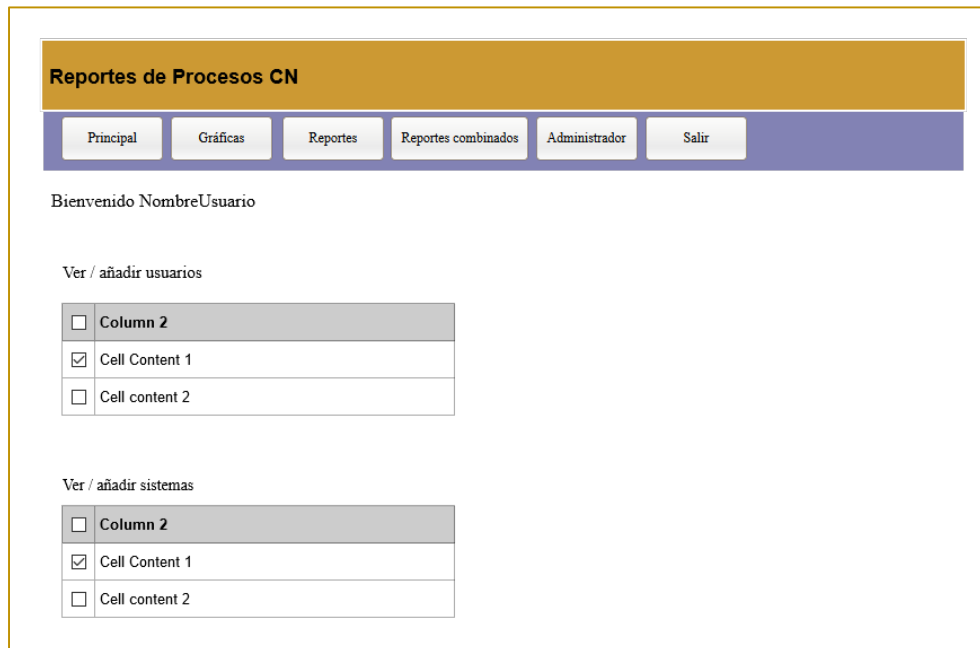 Reportes de Procesos CN
Principal Gráficas Reportes Reportes combinados Administrador Salir
Bienvenido NombreUsuario
Ver / añadir usuarios
Column 2
Cell Content 1
Cell content 2
Ver / añadir sistemas
Column 2
Cell Content 1
Cell content 2